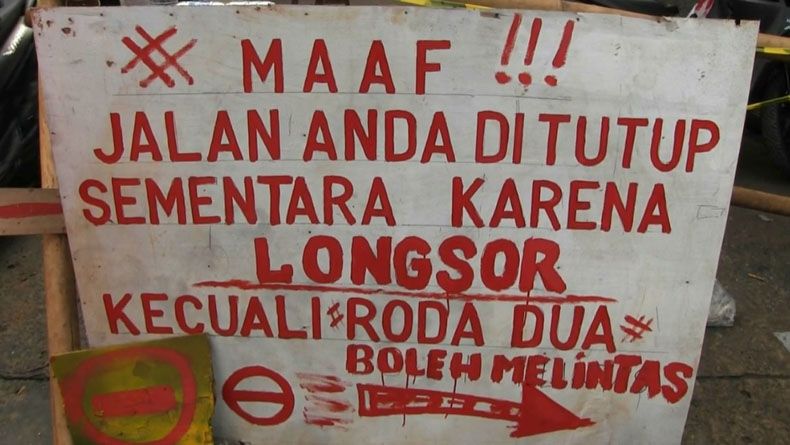 # MAAF !!!
JALAN ANDA DITUTUP
SEMENTARA KARENA
LONGSOR
KECUALI #RODA DUA#
BOLEH MELINTAS